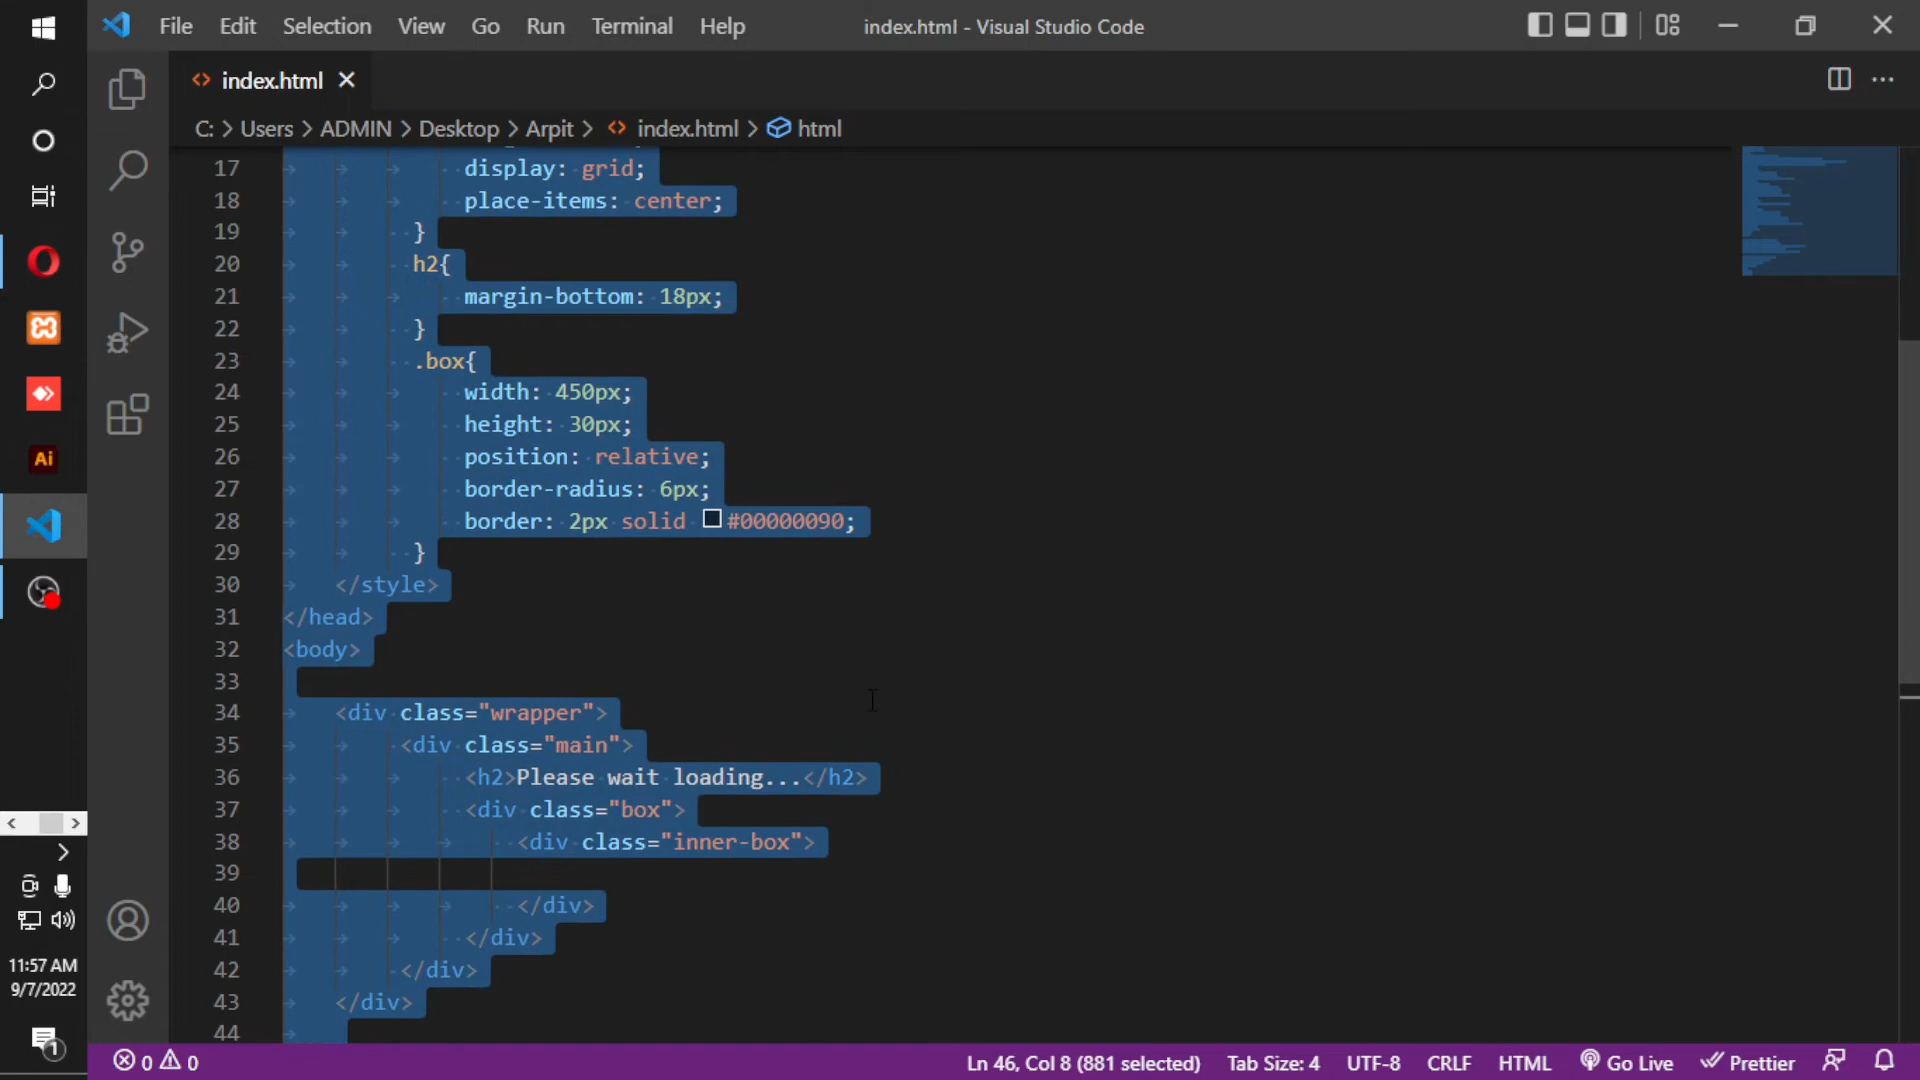 File Edit Selection View Go Run Terminal Help index.html - Visual Studio Code
index.html
C: > Users > ADMIN > Desktop > Arpit > index.html > html
17 display: grid;
18 place-items: center;
19 }
20 h2{
21 margin-bottom: 18px;
22 }
23 .box{
24 width: 450px;
25 height: 30px;
26 position: relative;
27 border-radius: 6px;
28 border: 2px solid #00000090;
29 }
30 </style>
31 </head>
32 <body>
33
34 <div class="wrapper">
35 <div class="main">
36 <h2>Please wait loading...</h2>
37 <div class="box">
38 <div class="inner-box">
39
40 </div>
41 </div>
42 </div>
43 </div>
44
Ai
11:57 AM
9/7/2022
1
0 0 Ln 46, Col 8 (881 selected) Tab Size: 4 UTF-8 CRLF HTML Go Live Prettier